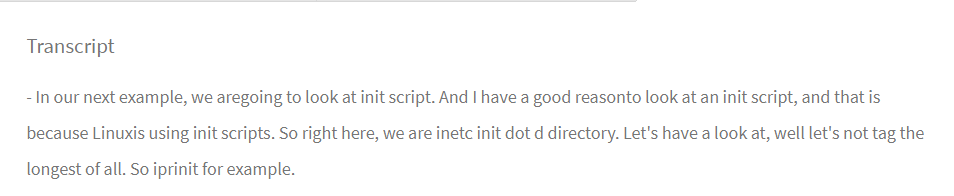 Transcript
- In our next example, we aregoing to look at init script. And I have a good reasonto look at an init script, and that is
because Linuxis using init scripts. So right here, we are inetc init dot d directory. Let's have a look at, well let's not tag the
longest of all. So iprinit for example.